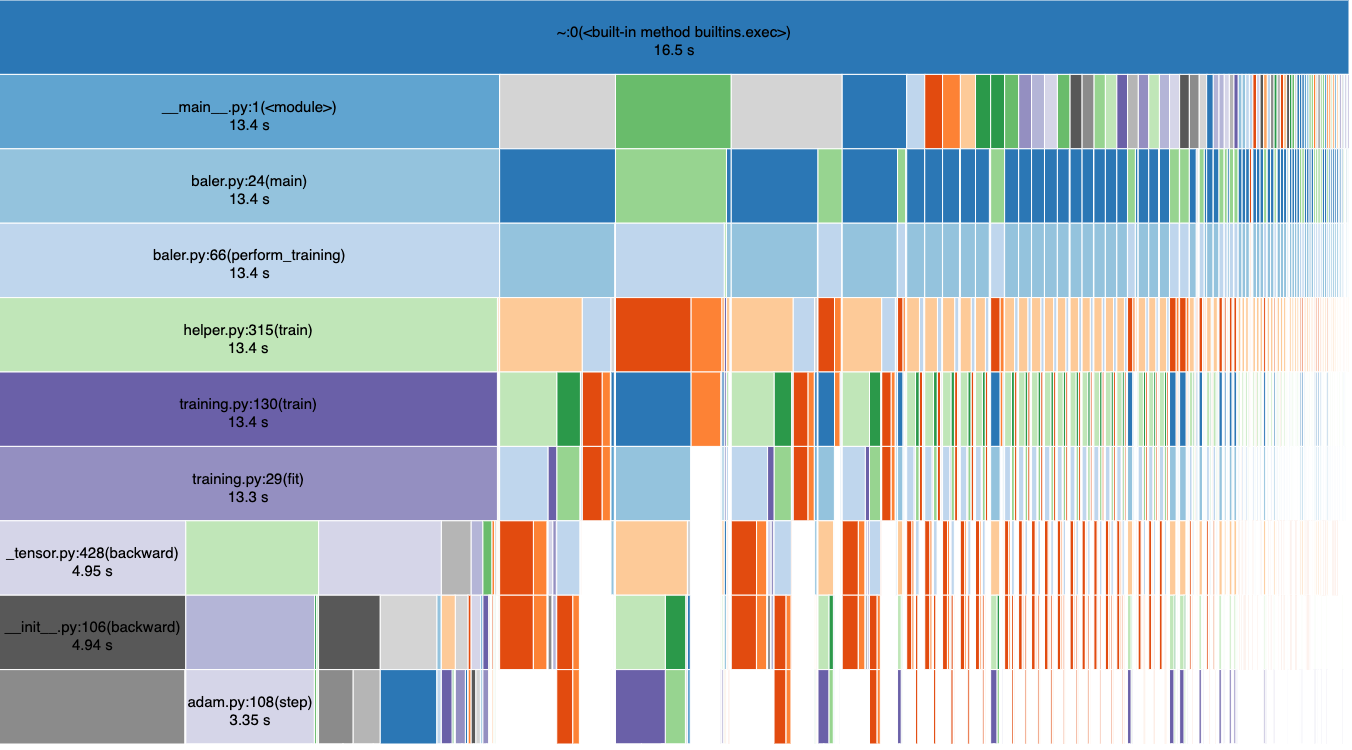 ~:0(<built-in method builtins.exec>)
16.5 s
__main__.py:1(<module>)
13.4 s
baler.py:24(main)
13.4 s
baler.py:66(perform_training)
13.4 s
helper.py:315(train)
13.4 s
training.py:130(train)
13.4 s
training.py:29(fit)
13.3 s
_tensor.py:428(backward)
4.95 s
__init__.py:106(backward)
4.94 s
adam.py:108(step)
3.35 s